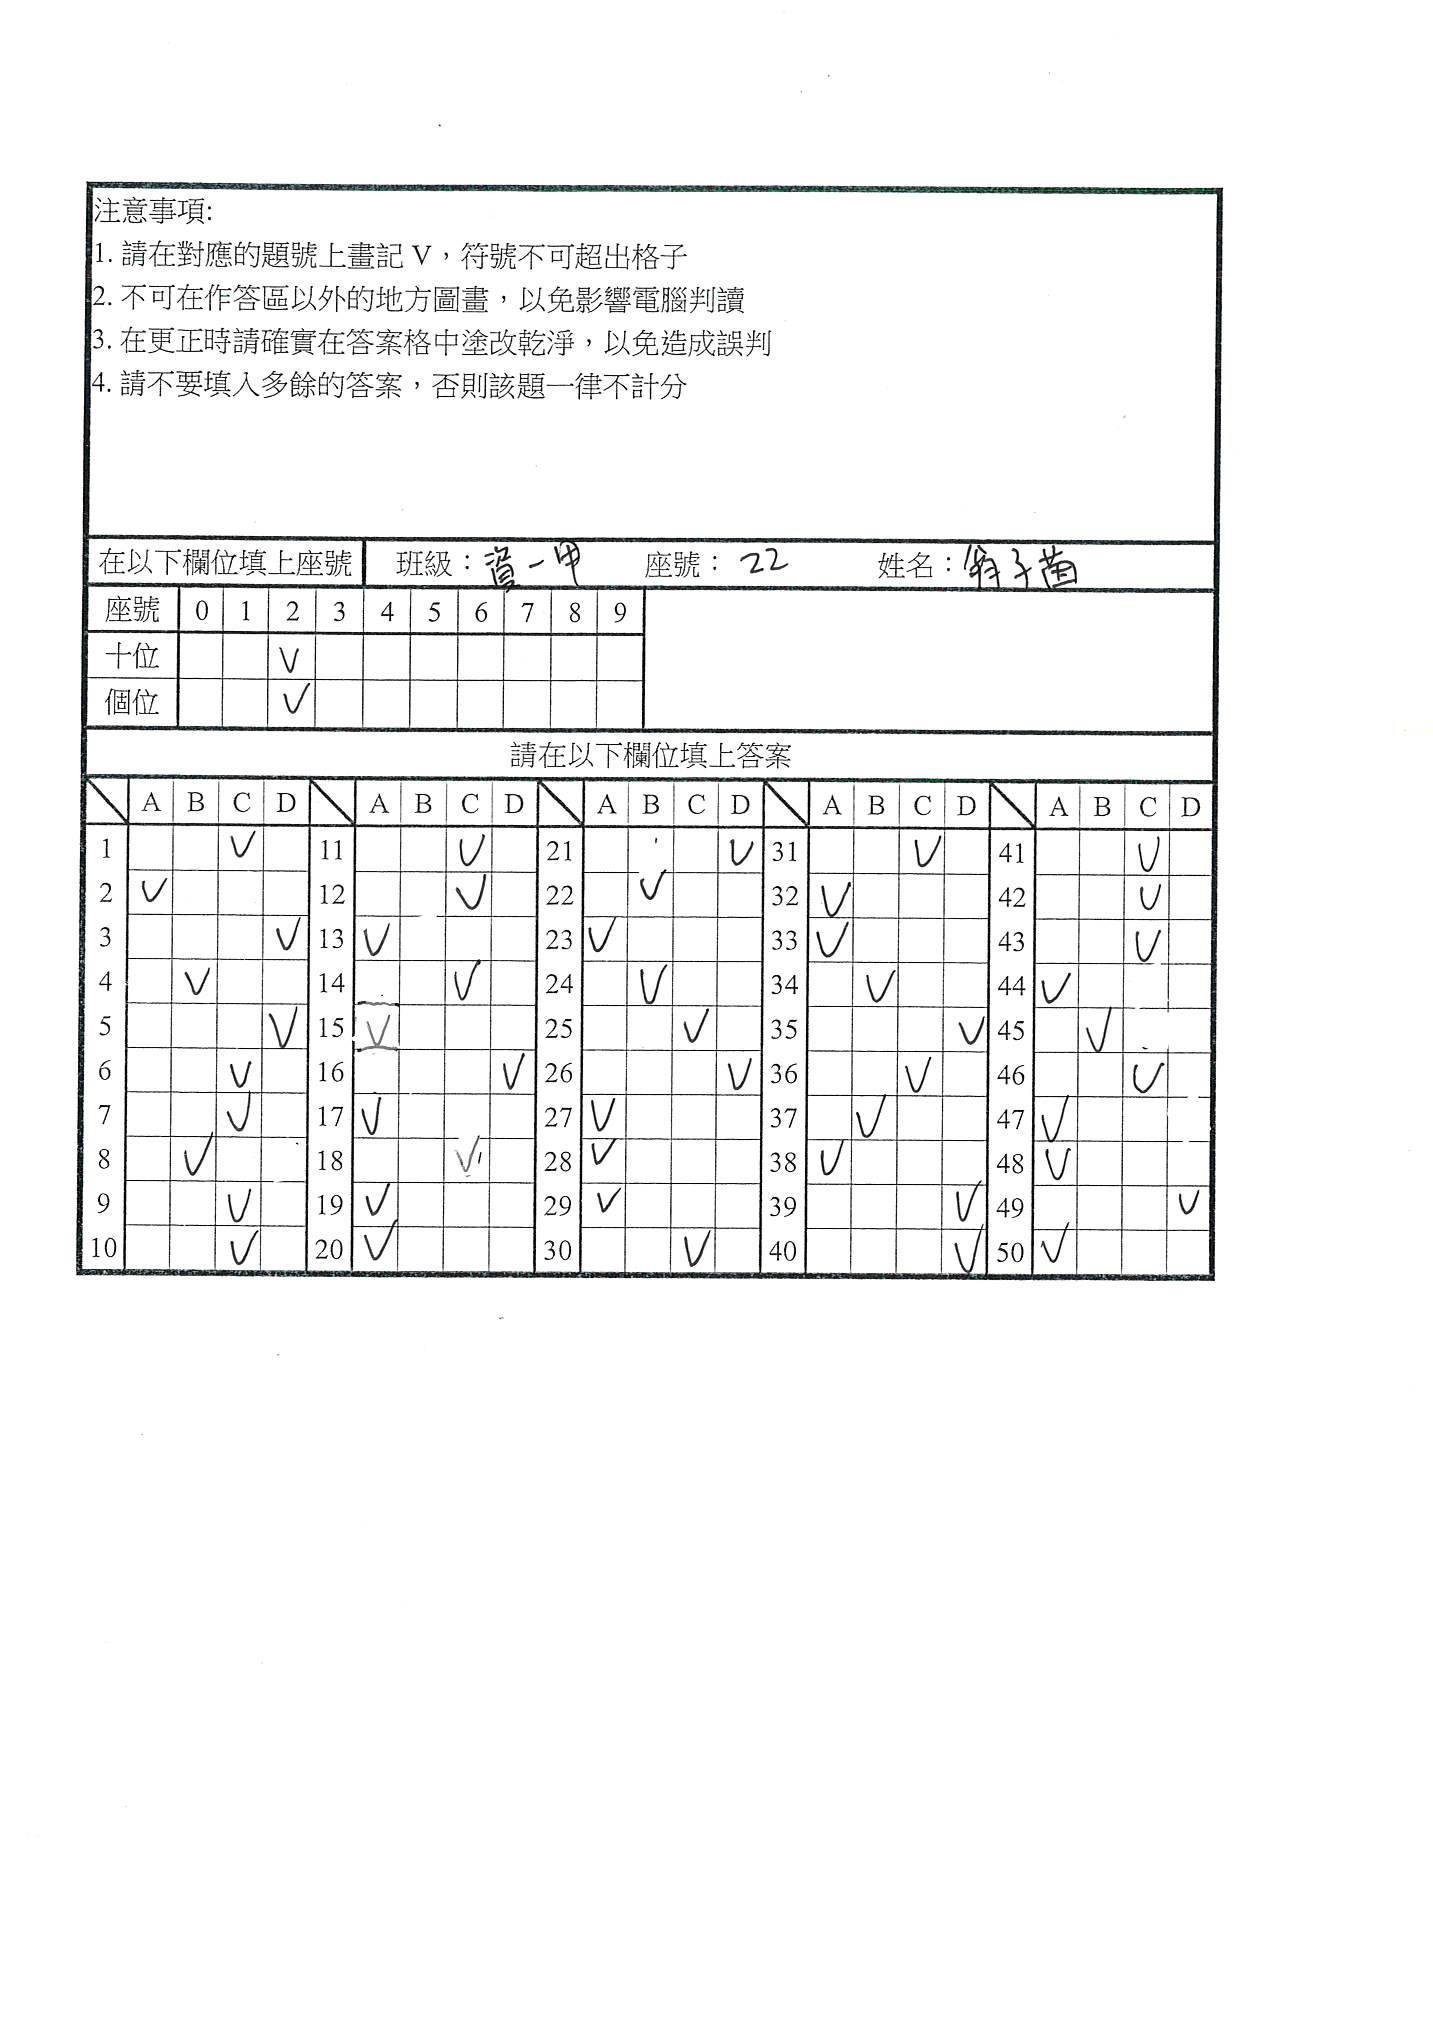 注意事項:
1. 請在對應的題號上畫記 V，符號不可超出格子
2. 不可在作答區以外的地方圖畫，以免影響電腦判讀
3. 在更正時請確實在答案格中塗改乾淨，以免造成誤判
4. 請不要填入多餘的答案，否則該題一律不計分
在以下欄位填上座號 班級：資一甲 座號：22 姓名：翁子茵
座號 0 1 2 3 4 5 6 7 8 9
十位 V
個位 V
請在以下欄位填上答案
A B C D A B C D A B C D A B C D A B C D
1 V 11 V 21 V 31 V 41 V
2 V 12 V 22 V 32 V 42 V
3 V 13 V 23 V 33 V 43 V
4 V 14 V 24 V 34 V 44 V
5 V 15 V 25 V 35 V 45 V
6 V 16 V 26 V 36 V 46 V
7 V 17 V 27 V 37 V 47 V
8 V 18 V 28 V 38 V 48 V
9 V 19 V 29 V 39 V 49 V
10 V 20 V 30 V 40 V 50 V